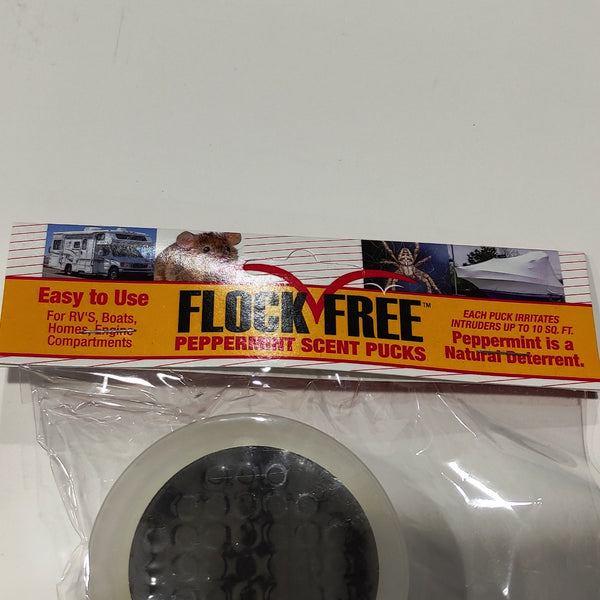 Easy to Use
For RV'S, Boats,
Homes, Engine
Compartments
FLOCK FREE™
PEPPERMINT SCENT PUCKS
EACH PUCK IRRITATES
INTRUDERS UP TO 10 SQ. FT.
Peppermint is a
Natural Deterrent.